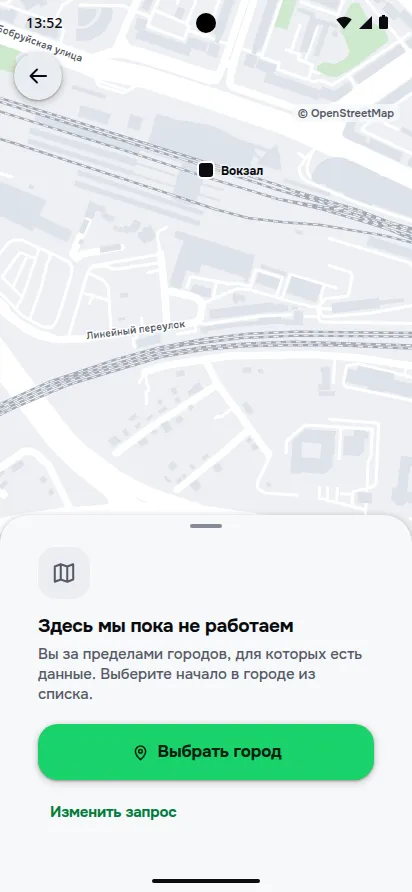 13:52
Бобруйская улица
© OpenStreetMap
Вокзал
Линейный переулок
Здесь мы пока не работаем
Вы за пределами городов, для которых есть
данные. Выберите начало в городе из
списка.
Выбрать город
Изменить запрос